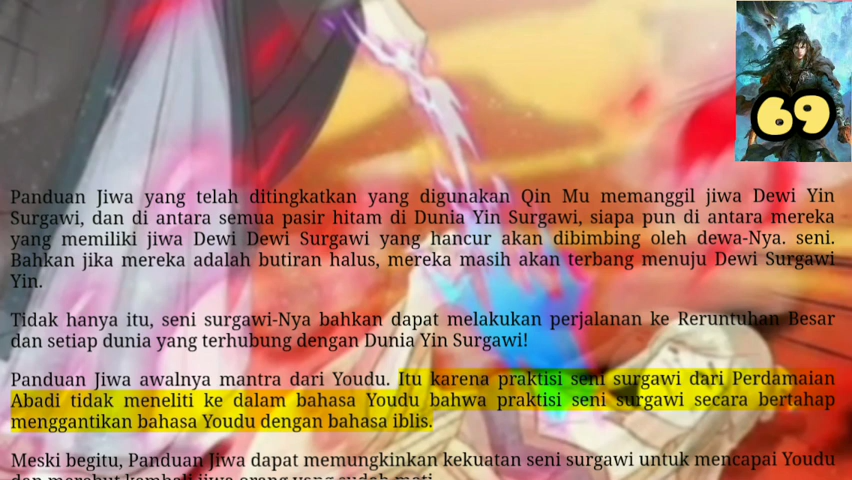 69
Panduan Jiwa yang telah ditingkatkan yang digunakan Qin Mu memanggil jiwa Dewi Yin
Surgawi, dan di antara semua pasir hitam di Dunia Yin Surgawi, siapa pun di antara mereka
yang memiliki jiwa Dewi Dewi Surgawi yang hancur akan dibimbing oleh dewa-Nya. seni.
Bahkan jika mereka adalah butiran halus, mereka masih akan terbang menuju Dewi Surgawi
Yin.
Tidak hanya itu, seni surgawi-Nya bahkan dapat melakukan perjalanan ke Reruntuhan Besar
dan setiap dunia yang terhubung dengan Dunia Yin Surgawi!
Panduan Jiwa awalnya mantra dari Youdu. Itu karena praktisi seni surgawi dari Perdamaian
Abadi tidak meneliti ke dalam bahasa Youdu bahwa praktisi seni surgawi secara bertahap
menggantikan bahasa Youdu dengan bahasa iblis.
Meski begitu, Panduan Jiwa dapat memungkinkan kekuatan seni surgawi untuk mencapai Youdu